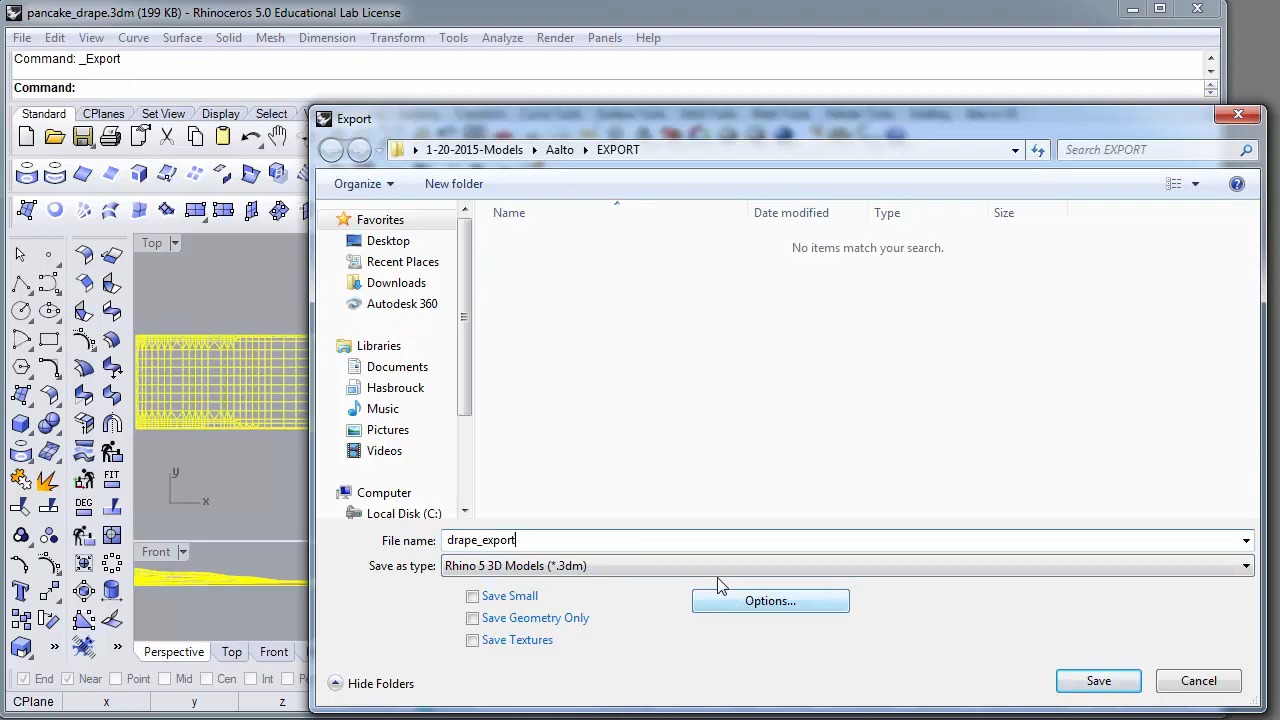 pancake_drape.3dm (199 KB) - Rhinoceros 5.0 Educational Lab License
File Edit View Curve Surface Solid Mesh Dimension Transform Tools Analyze Render Panels Help
Command: _Export
Command:
Standard CPlanes Set View Display Select
Export
1-20-2015-Models Aalto EXPORT
Search EXPORT
Organize New folder
Name Date modified Type Size
No items match your search.
Favorites
Desktop
Recent Places
Downloads
Autodesk 360
Libraries
Documents
Hasbrouck
Music
Pictures
Videos
Computer
Local Disk (C:)
File name: drape_export
Save as type: Rhino 5 3D Models (*.3dm)
Save Small
Save Geometry Only
Save Textures
Options...
Hide Folders
Save Cancel
Top
y
x
FIT
DEG
Front
Perspective Top Front
End Near Point Mid Cen Int
CPlane x y z